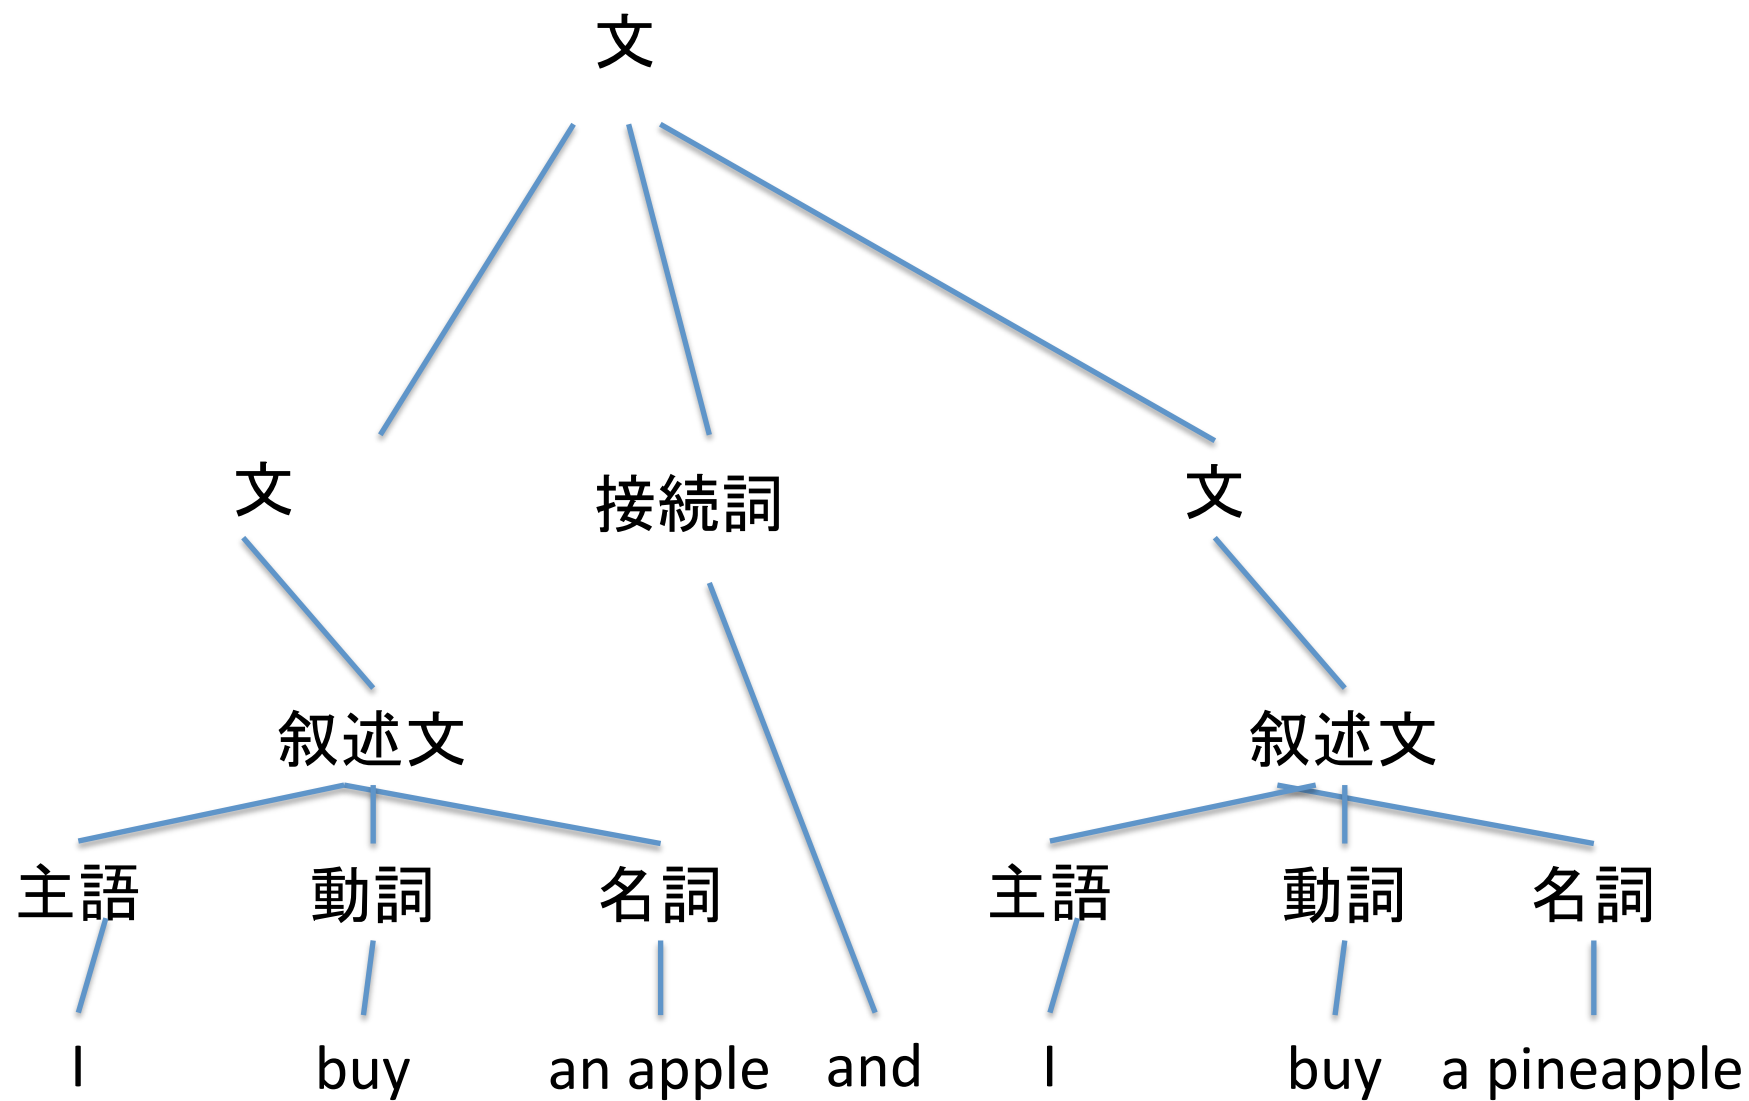 文
文 接続詞 文
叙述文 叙述文
主語 動詞 名詞 主語 動詞 名詞
I buy an apple and I buy a pineapple